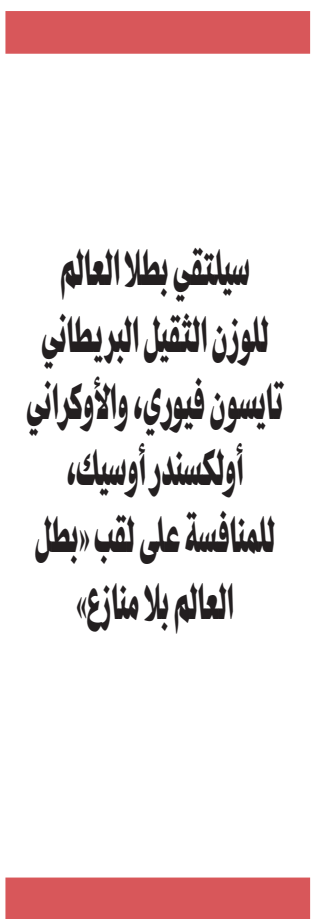 سيلتقي بطلا العالم
للوزن الثقيل البريطاني
تايسون فيوري، والأوكراني
أولكسندر أوسيك،
للمنافسة على لقب «بطل
العالم بلا منازع»